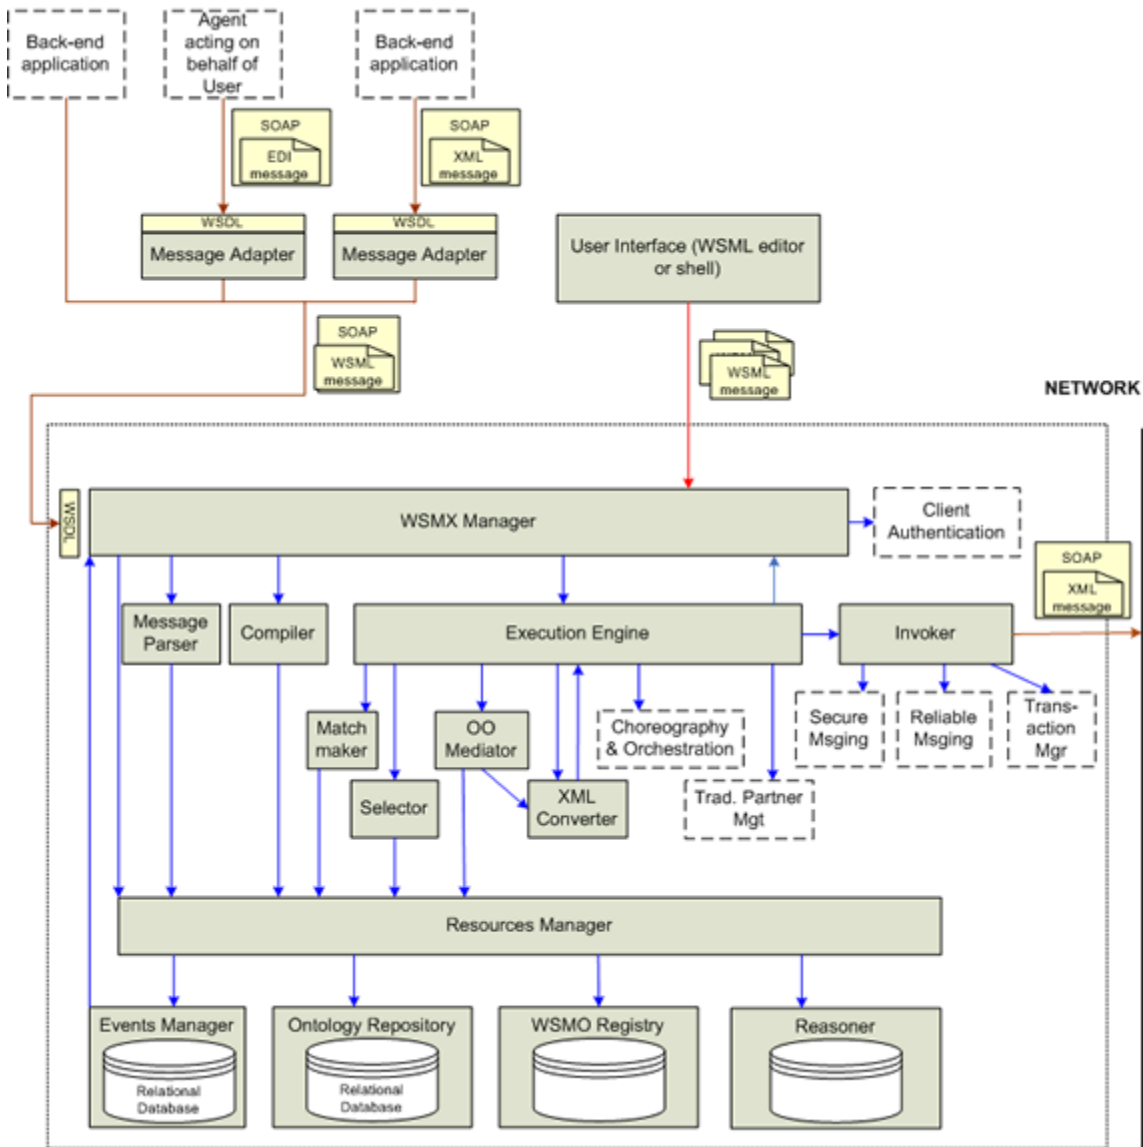 Back-end
application
Agent
acting on
behalf of
User
Back-end
application
SOAP
EDI
message
SOAP
XML
message
WSDL
Message Adapter
WSDL
Message Adapter
User Interface (WSML editor
or shell)
SOAP
WSML
message
WSML
message
NETWORK
WSDL
WSMX Manager
Client
Authentication
SOAP
XML
message
Message
Parser
Compiler
Execution Engine
Invoker
Match
maker
OO
Mediator
Choreography
& Orchestration
Secure
Msging
Reliable
Msging
Trans-
action
Mgr
Selector
XML
Converter
Trad. Partner
Mgt
Resources Manager
Events Manager
Relational
Database
Ontology Repository
Relational
Database
WSMO Registry
Reasoner